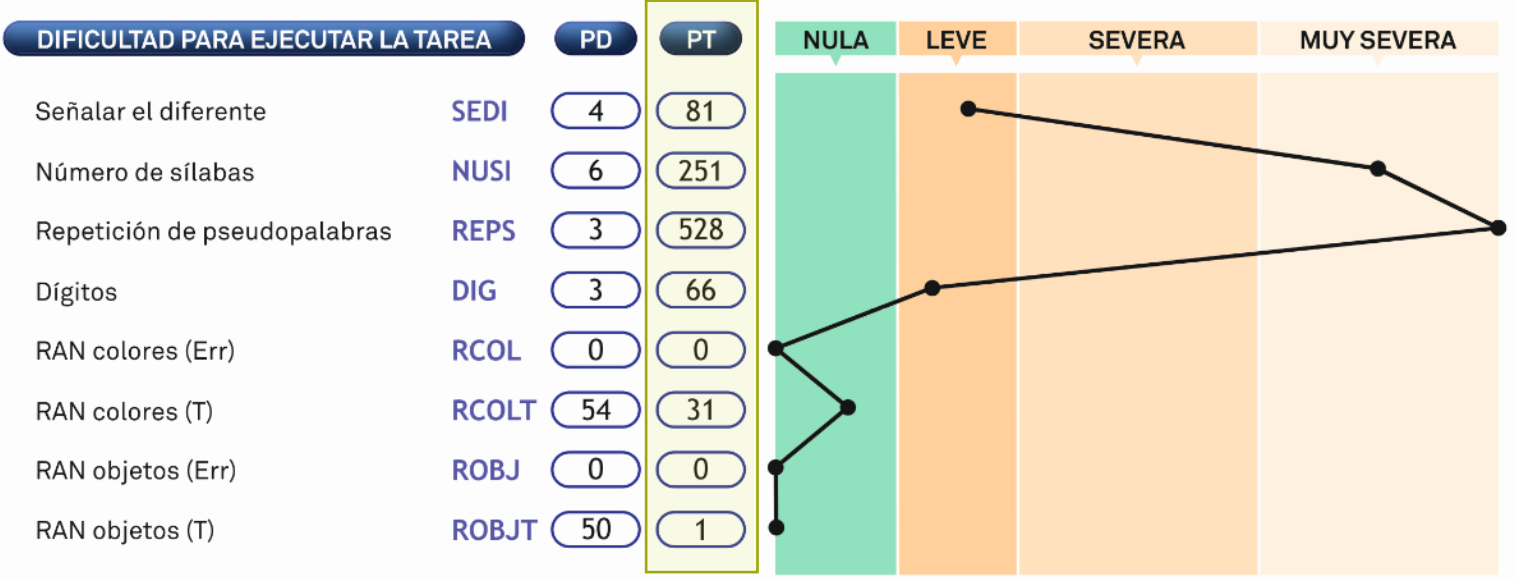 DIFICULTAD PARA EJECUTAR LA TAREA PD PT NULA LEVE SEVERA MUY SEVERA
Señalar el diferente SEDI 4 81
Número de sílabas NUSI 6 251
Repetición de pseudopalabras REPS 3 528
Dígitos DIG 3 66
RAN colores (Err) RCOL 0 0
RAN colores (T) RCOLT 54 31
RAN objetos (Err) ROBJ 0 0
RAN objetos (T) ROBJT 50 1